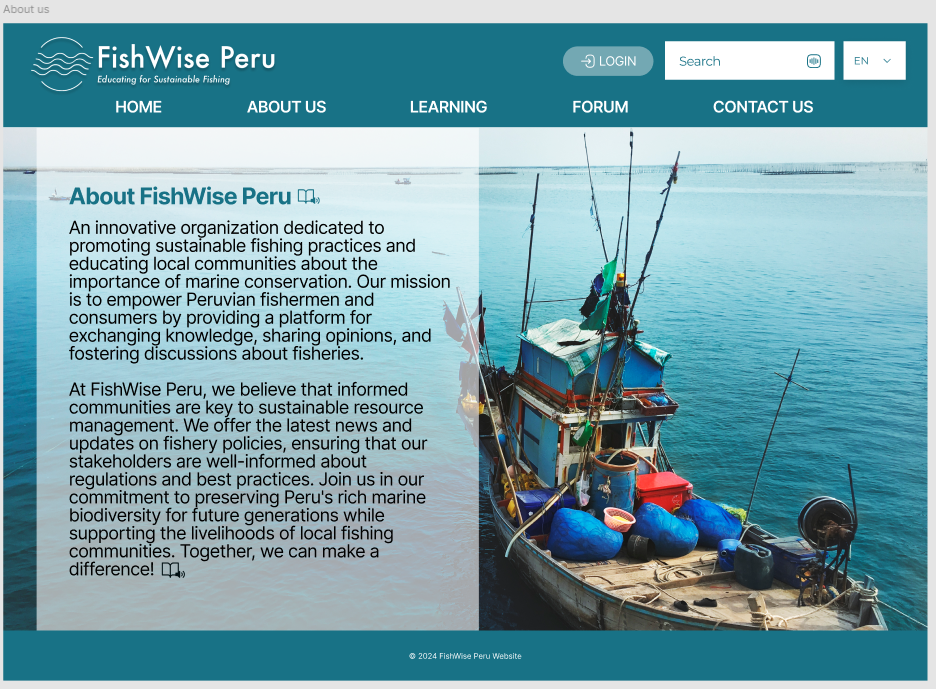 About us
FishWise Peru
Educating for Sustainable Fishing
LOGIN
Search
EN
HOME
ABOUT US
LEARNING
FORUM
CONTACT US
About FishWise Peru
An innovative organization dedicated to
promoting sustainable fishing practices and
educating local communities about the
importance of marine conservation. Our mission
is to empower Peruvian fishermen and
consumers by providing a platform for
exchanging knowledge, sharing opinions, and
fostering discussions about fisheries.
At FishWise Peru, we believe that informed
communities are key to sustainable resource
management. We offer the latest news and
updates on fishery policies, ensuring that our
stakeholders are well-informed about
regulations and best practices. Join us in our
commitment to preserving Peru's rich marine
biodiversity for future generations while
supporting the livelihoods of local fishing
communities. Together, we can make a
difference!
© 2024 FishWise Peru Website